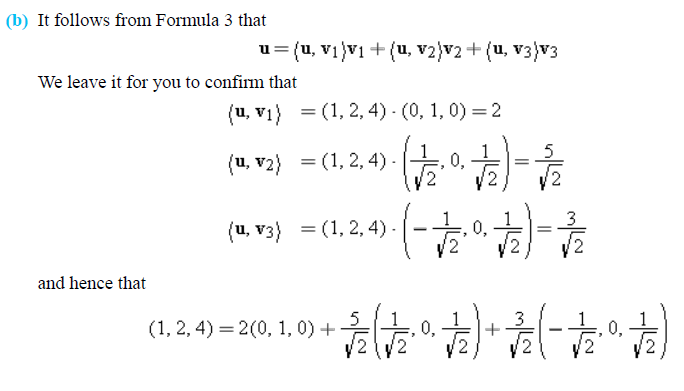 (b) It follows from Formula 3 that
u = ⟨u, v₁⟩v₁ + ⟨u, v₂⟩v₂ + ⟨u, v₃⟩v₃
We leave it for you to confirm that
⟨u, v₁⟩ = (1, 2, 4) · (0, 1, 0) = 2
⟨u, v₂⟩ = (1, 2, 4) · (1/√2, 0, 1/√2) = 5/√2
⟨u, v₃⟩ = (1, 2, 4) · (−1/√2, 0, 1/√2) = 3/√2
and hence that
(1, 2, 4) = 2(0, 1, 0) + 5/√2 (1/√2, 0, 1/√2) + 3/√2 (−1/√2, 0, 1/√2)